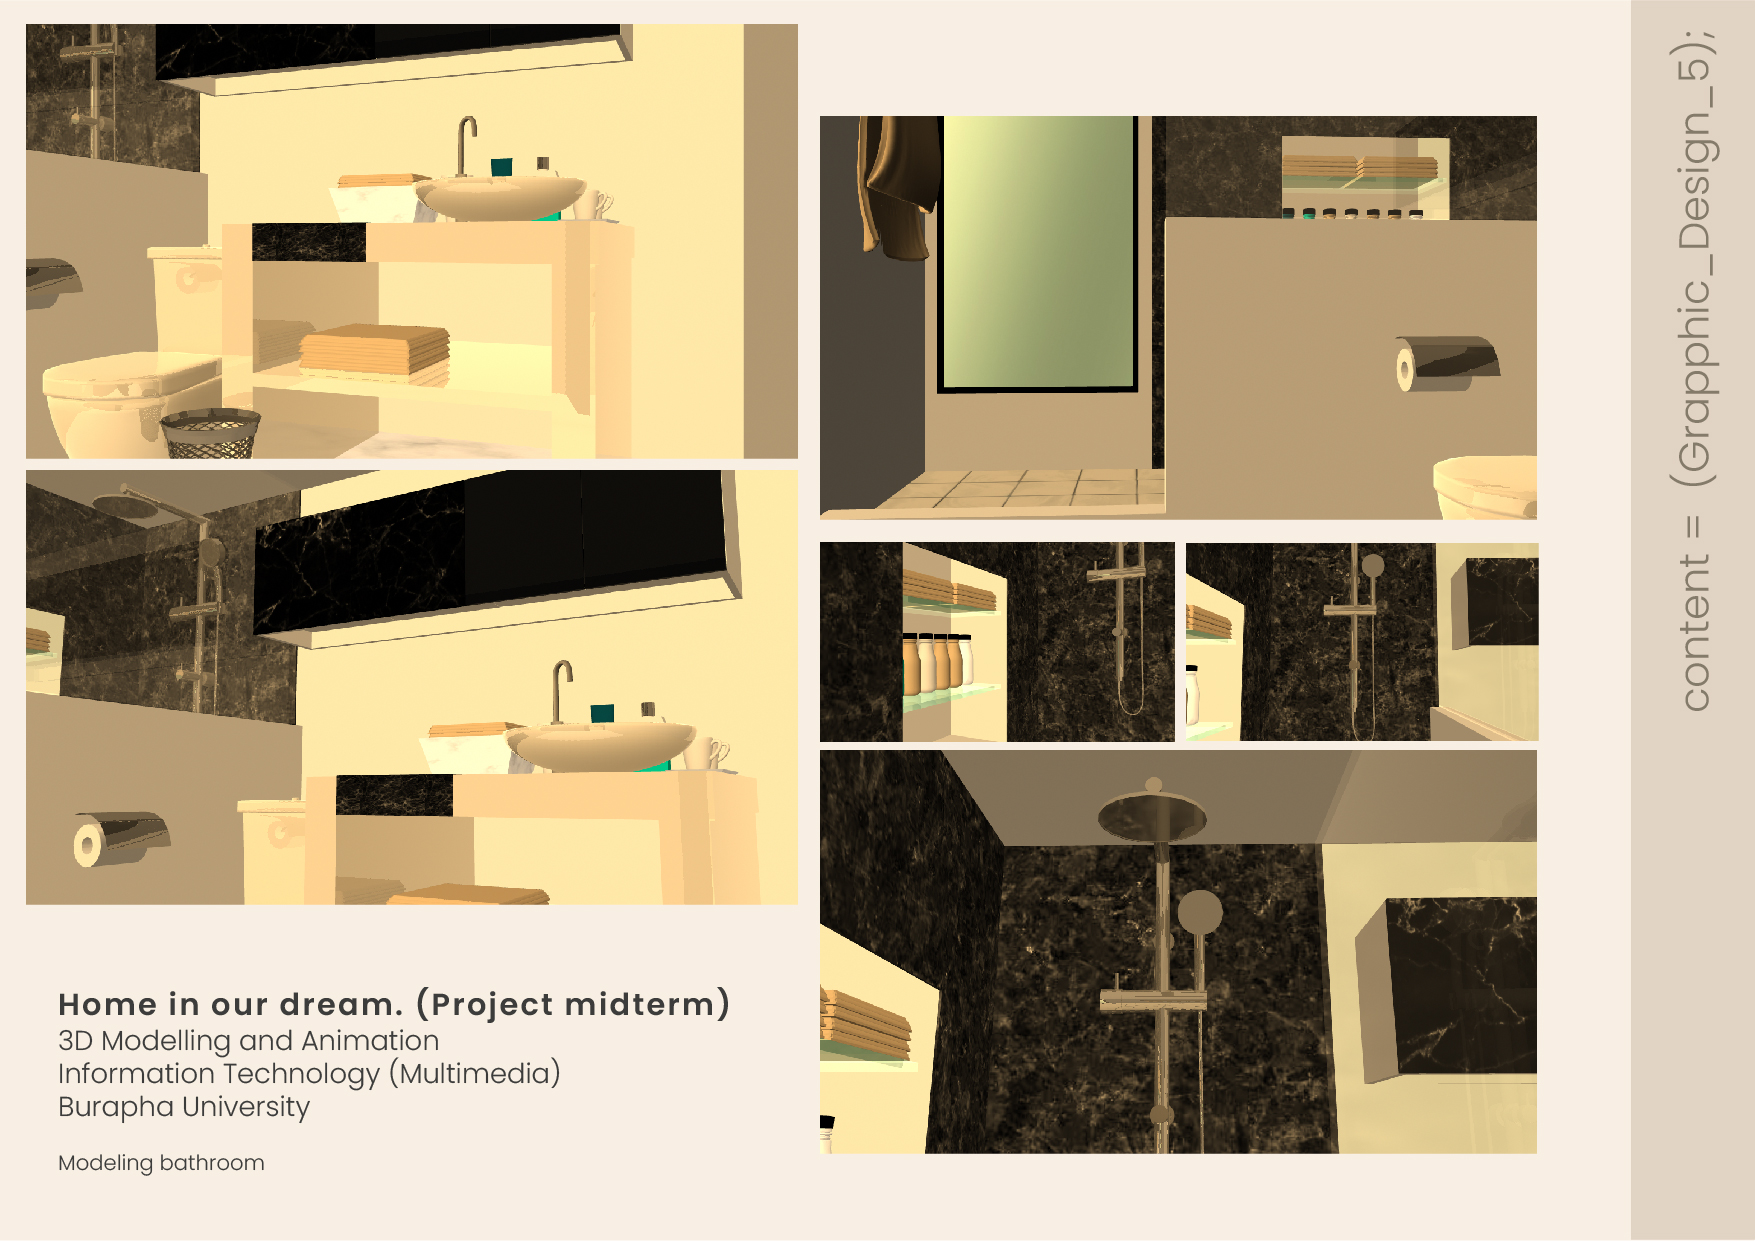 Home in our dream. (Project midterm)
3D Modelling and Animation
Information Technology (Multimedia)
Burapha University
Modeling bathroom
content = (Grapphic_Design_5);